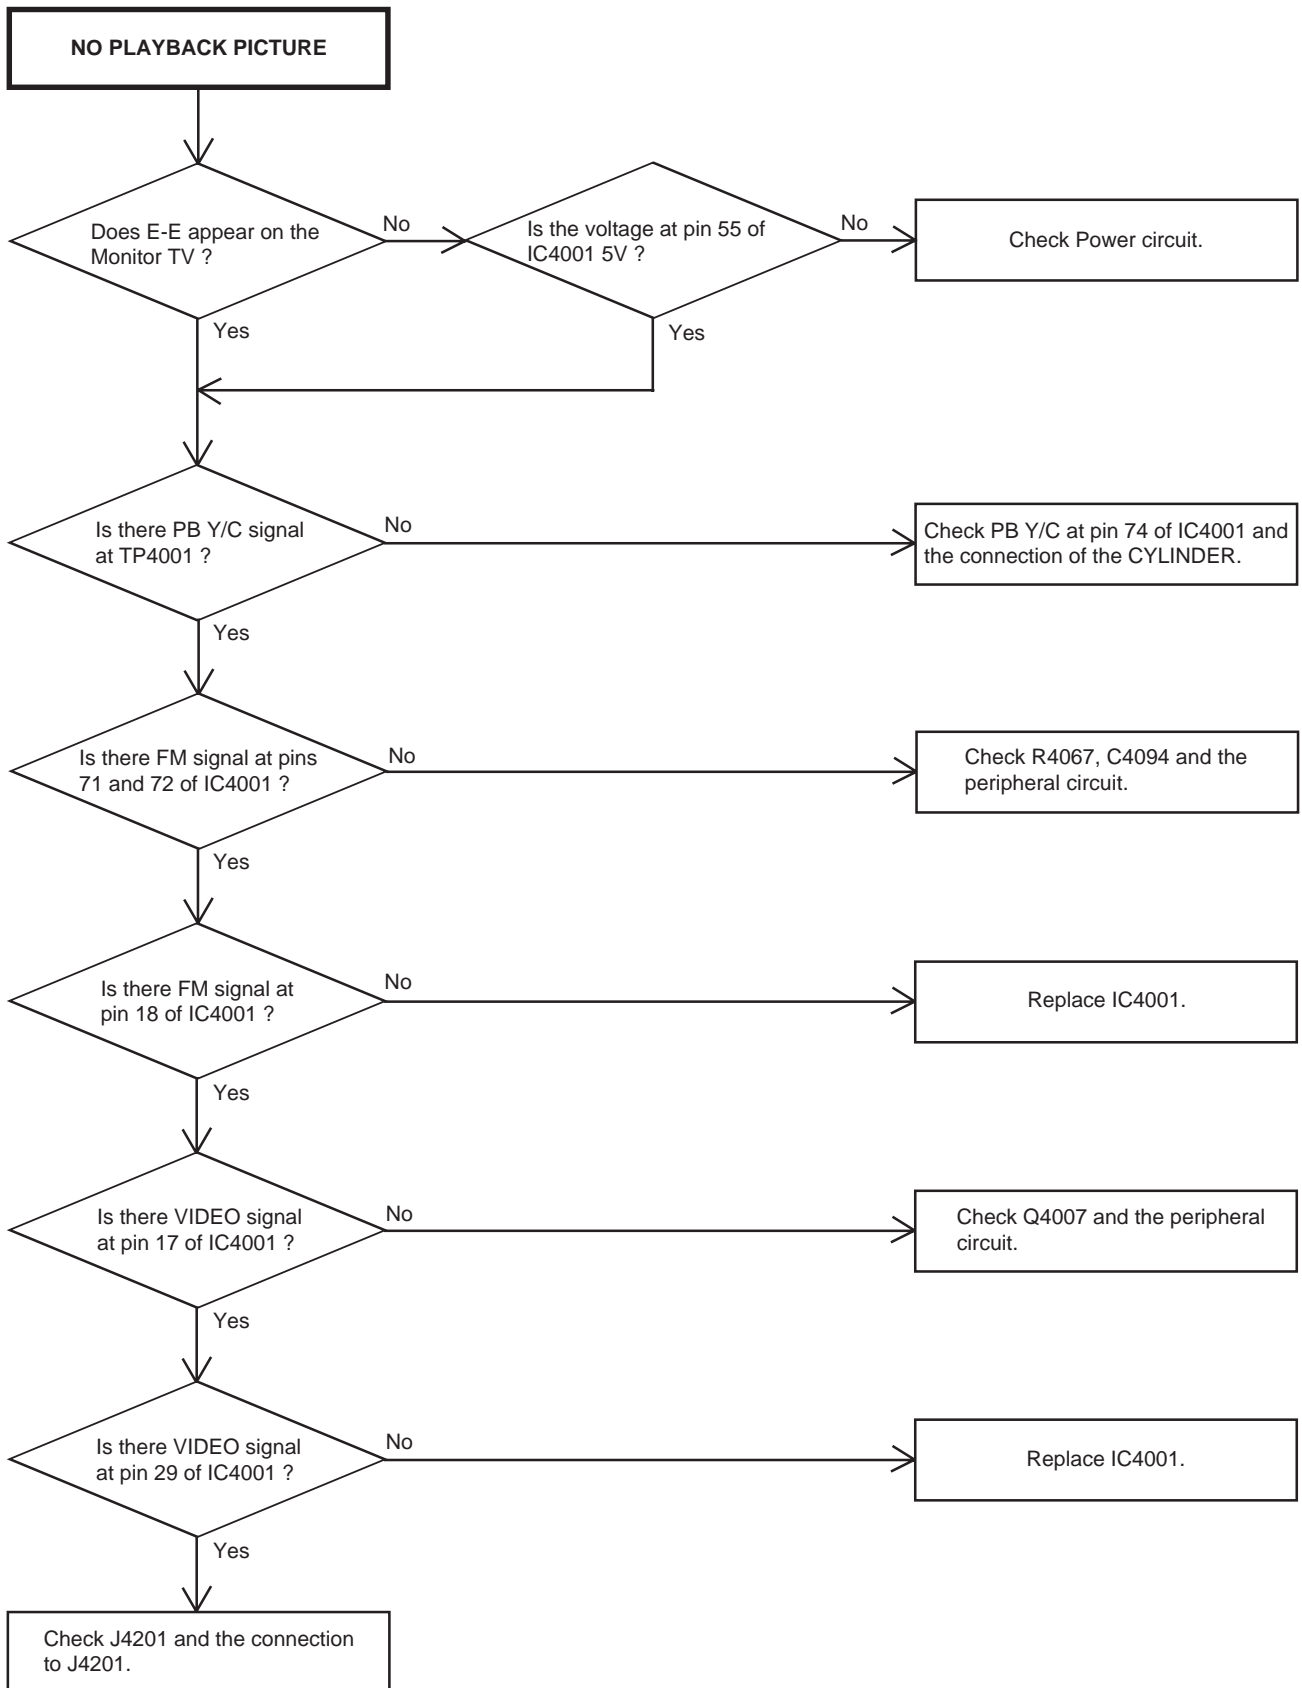 NO PLAYBACK PICTURE
Does E-E appear on the
Monitor TV ?
No
Is the voltage at pin 55 of
IC4001 5V ?
No
Check Power circuit.
Yes
Yes
Is there PB Y/C signal
at TP4001 ?
No
Check PB Y/C at pin 74 of IC4001 and
the connection of the CYLINDER.
Yes
Is there FM signal at pins
71 and 72 of IC4001 ?
No
Check R4067, C4094 and the
peripheral circuit.
Yes
Is there FM signal at
pin 18 of IC4001 ?
No
Replace IC4001.
Yes
Is there VIDEO signal
at pin 17 of IC4001 ?
No
Check Q4007 and the peripheral
circuit.
Yes
Is there VIDEO signal
at pin 29 of IC4001 ?
No
Replace IC4001.
Yes
Check J4201 and the connection
to J4201.